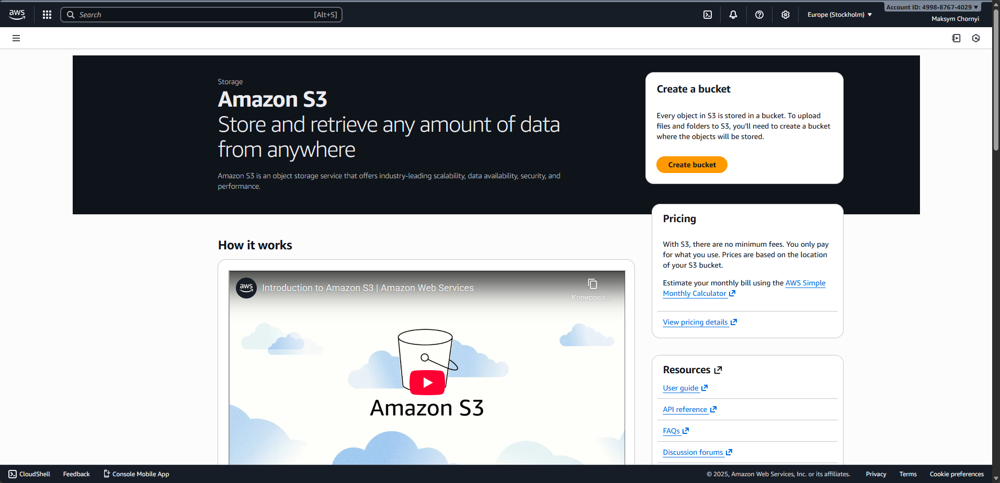 aws
Search [Alt+S]
Europe (Stockholm)
Account ID: 4998-8767-4029
Maksym Chornyi
Storage
Amazon S3
Store and retrieve any amount of data
from anywhere
Amazon S3 is an object storage service that offers industry-leading scalability, data availability, security, and
performance.
Create a bucket
Every object in S3 is stored in a bucket. To upload
files and folders to S3, you'll need to create a bucket
where the objects will be stored.
Create bucket
Pricing
With S3, there are no minimum fees. You only pay
for what you use. Prices are based on the location
of your S3 bucket.
Estimate your monthly bill using the AWS Simple
Monthly Calculator
View pricing details
How it works
aws
Introduction to Amazon S3 | Amazon Web Services
Копирова...
Amazon S3
Resources
User guide
API reference
FAQs
Discussion forums
CloudShell
Feedback
Console Mobile App
© 2025, Amazon Web Services, Inc. or its affiliates.
Privacy
Terms
Cookie preferences